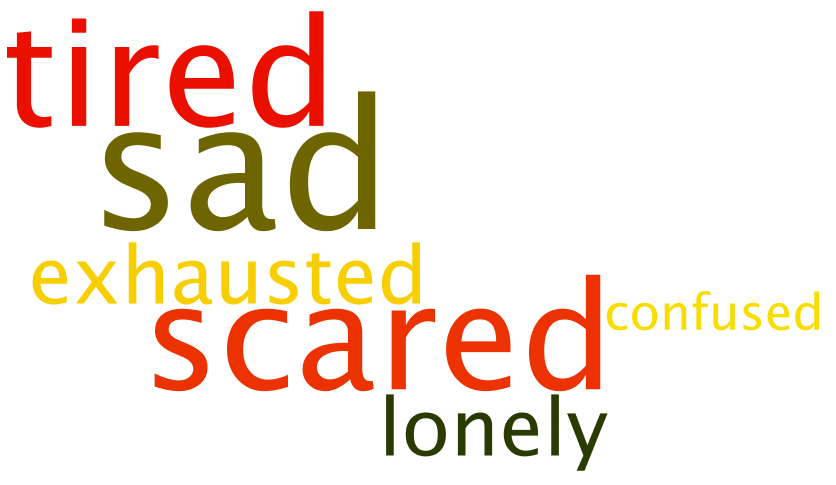 tired
sad
exhausted
scared
confused
lonely